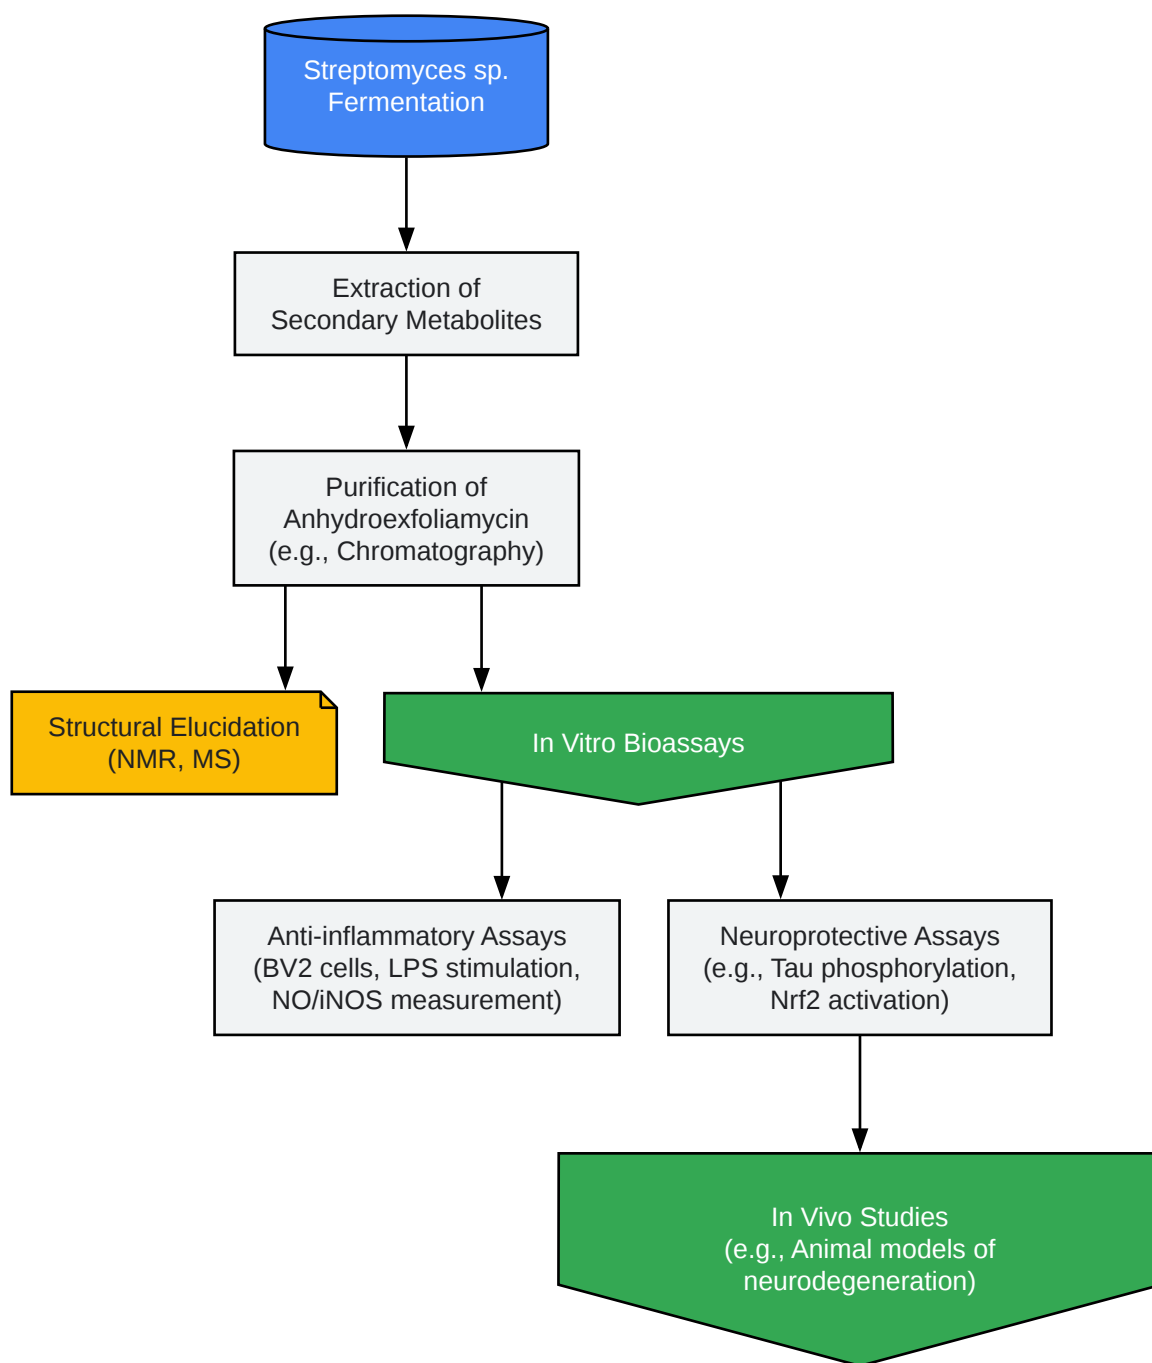 Streptomyces sp.
Fermentation
Extraction of
Secondary Metabolites
Purification of
Anhydroexfoliamycin
(e.g., Chromatography)
Structural Elucidation
(NMR, MS)
In Vitro Bioassays
Anti-inflammatory Assays
(BV2 cells, LPS stimulation,
NO/iNOS measurement)
Neuroprotective Assays
(e.g., Tau phosphorylation,
Nrf2 activation)
In Vivo Studies
(e.g., Animal models of
neurodegeneration)